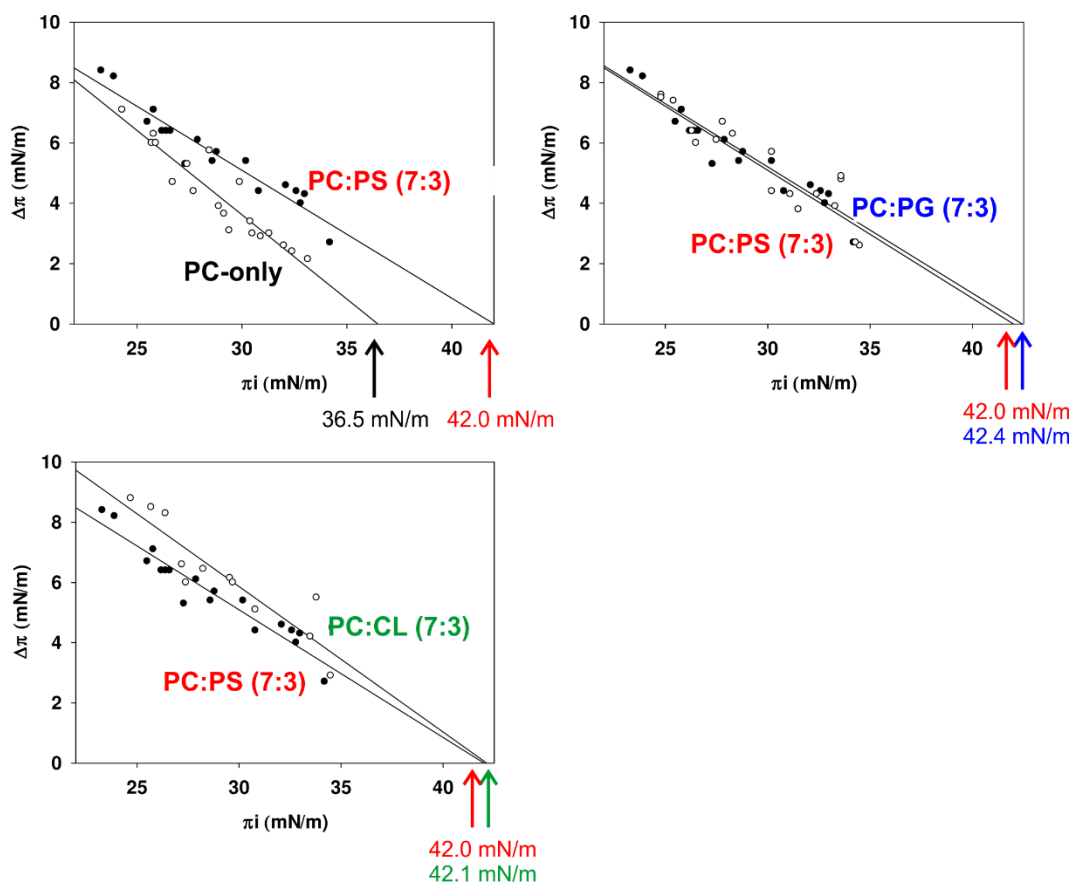 10
8
6
4
2
0
Δπ (mN/m)
PC:PS (7:3)
PC-only
25 30 35 40
πi (mN/m)
36.5 mN/m 42.0 mN/m
10
8
6
4
2
0
Δπ (mN/m)
PC:PG (7:3)
PC:PS (7:3)
25 30 35 40
πi (mN/m)
42.0 mN/m
42.4 mN/m
10
8
6
4
2
0
Δπ (mN/m)
PC:CL (7:3)
PC:PS (7:3)
25 30 35 40
πi (mN/m)
42.0 mN/m
42.1 mN/m